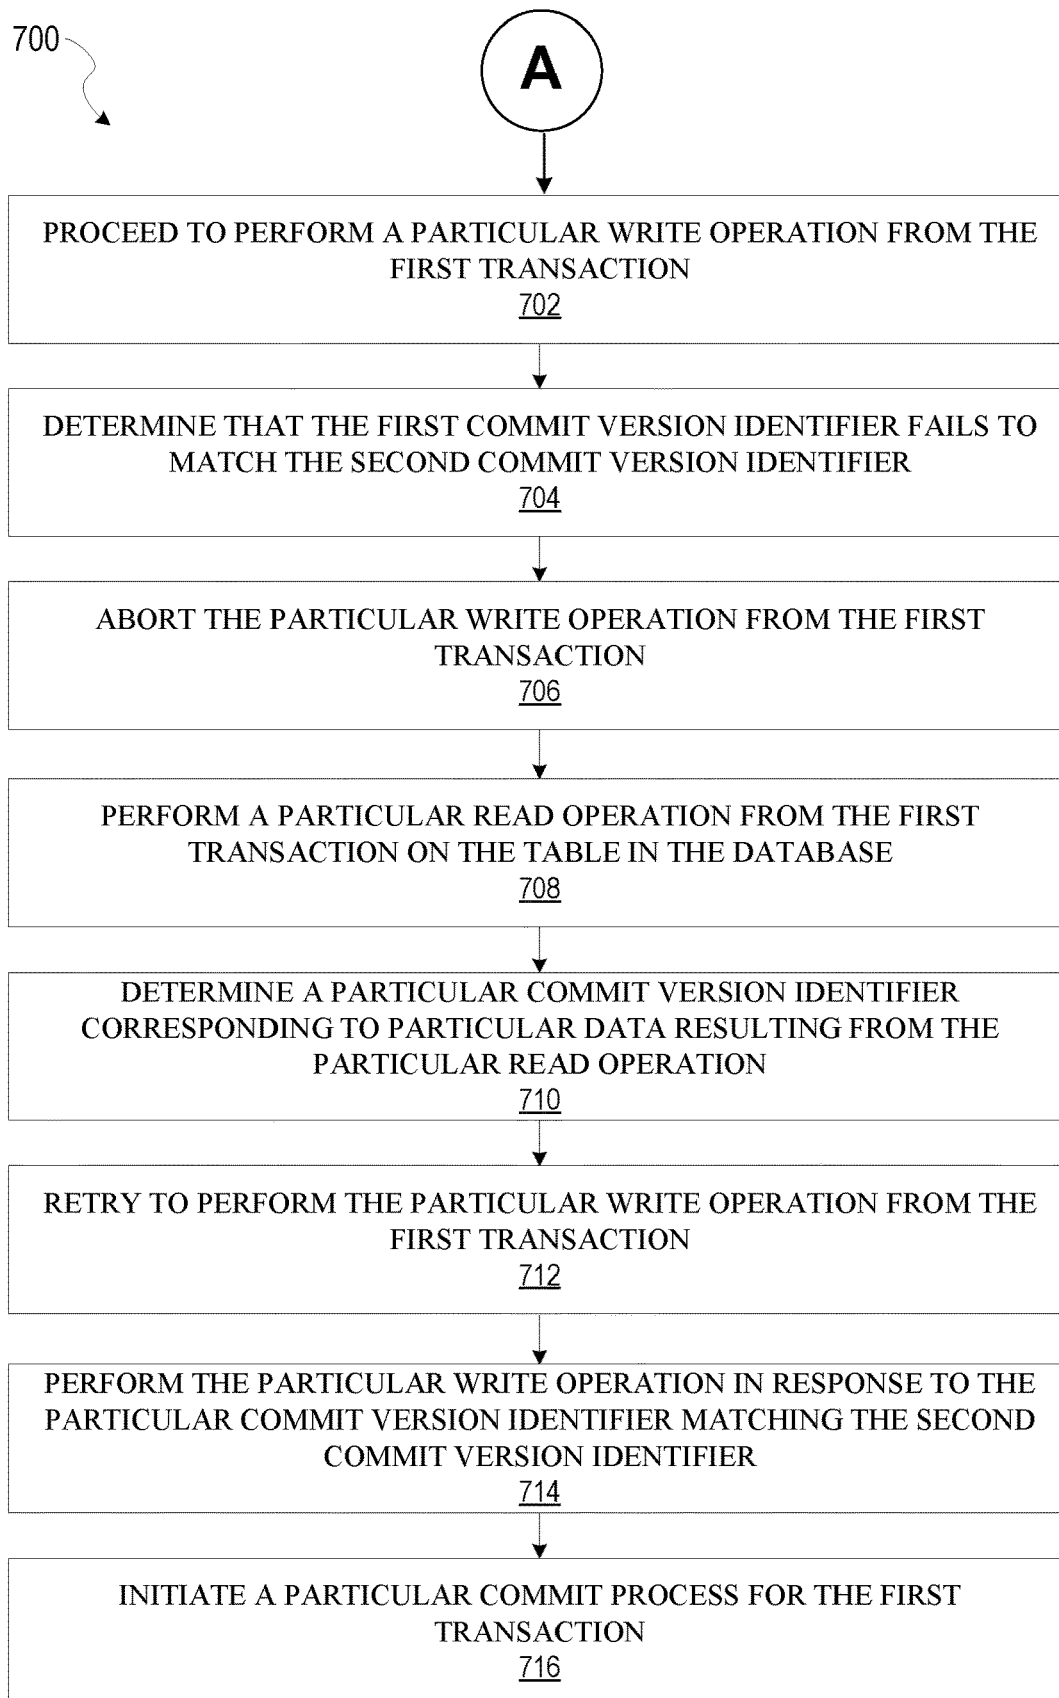 700
A
PROCEED TO PERFORM A PARTICULAR WRITE OPERATION FROM THE
FIRST TRANSACTION
702
DETERMINE THAT THE FIRST COMMIT VERSION IDENTIFIER FAILS TO
MATCH THE SECOND COMMIT VERSION IDENTIFIER
704
ABORT THE PARTICULAR WRITE OPERATION FROM THE FIRST
TRANSACTION
706
PERFORM A PARTICULAR READ OPERATION FROM THE FIRST
TRANSACTION ON THE TABLE IN THE DATABASE
708
DETERMINE A PARTICULAR COMMIT VERSION IDENTIFIER
CORRESPONDING TO PARTICULAR DATA RESULTING FROM THE
PARTICULAR READ OPERATION
710
RETRY TO PERFORM THE PARTICULAR WRITE OPERATION FROM THE
FIRST TRANSACTION
712
PERFORM THE PARTICULAR WRITE OPERATION IN RESPONSE TO THE
PARTICULAR COMMIT VERSION IDENTIFIER MATCHING THE SECOND
COMMIT VERSION IDENTIFIER
714
INITIATE A PARTICULAR COMMIT PROCESS FOR THE FIRST
TRANSACTION
716